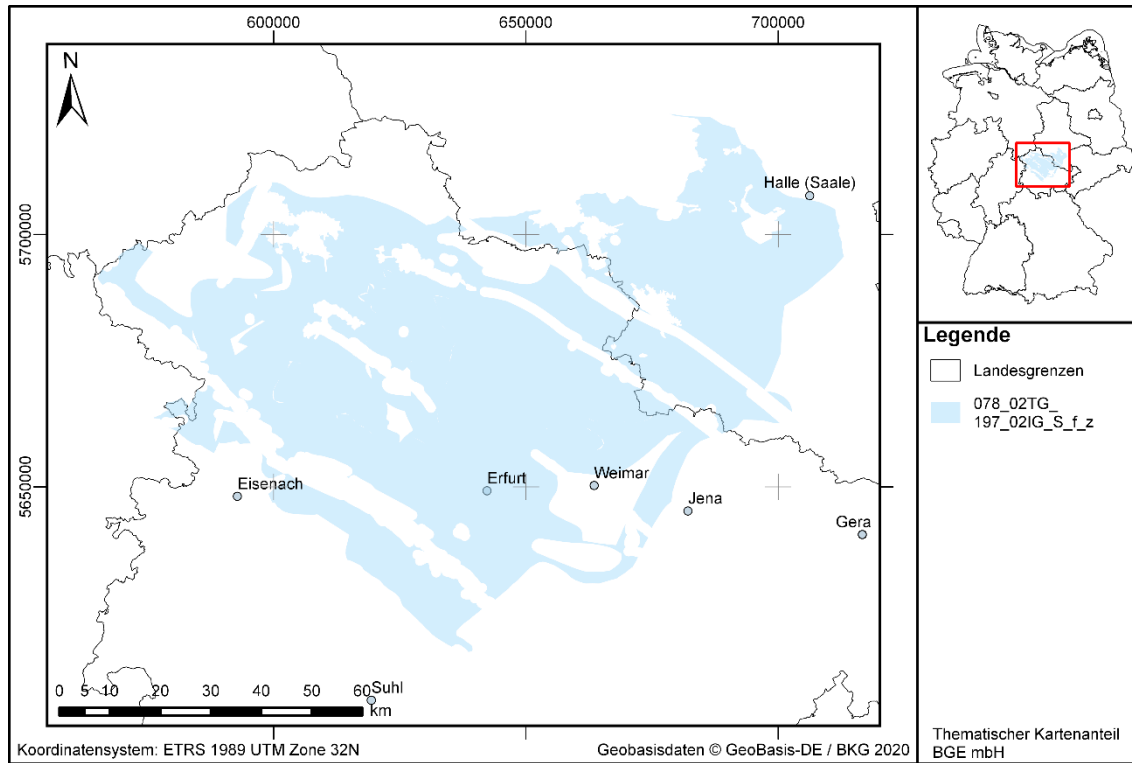 600000
650000
700000
N
Halle (Saale)
5700000
5700000
Erfurt
Weimar
5650000
5650000
Eisenach
Jena
Gera
Suhl
0 5 10 20 30 40 50 60
km
Koordinatensystem: ETRS 1989 UTM Zone 32N
Geobasisdaten © GeoBasis-DE / BKG 2020
Legende
Landesgrenzen
078_02TG_
197_02IG_S_f_z
Thematischer Kartenanteil
BGE mbH